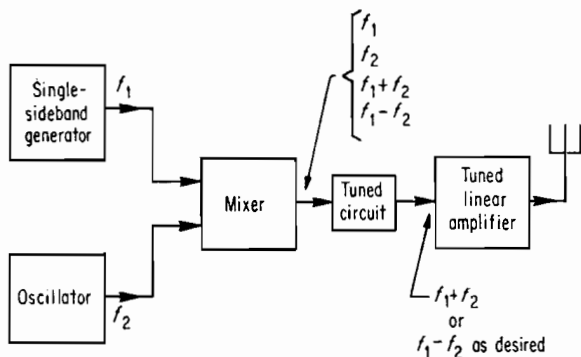 Single-
sideband
generator
f₁
f₁
f₂
f₁+f₂
f₁−f₂
Mixer
Tuned
circuit
Tuned
linear
amplifier
Oscillator
f₂
f₁+f₂
or
f₁−f₂ as desired